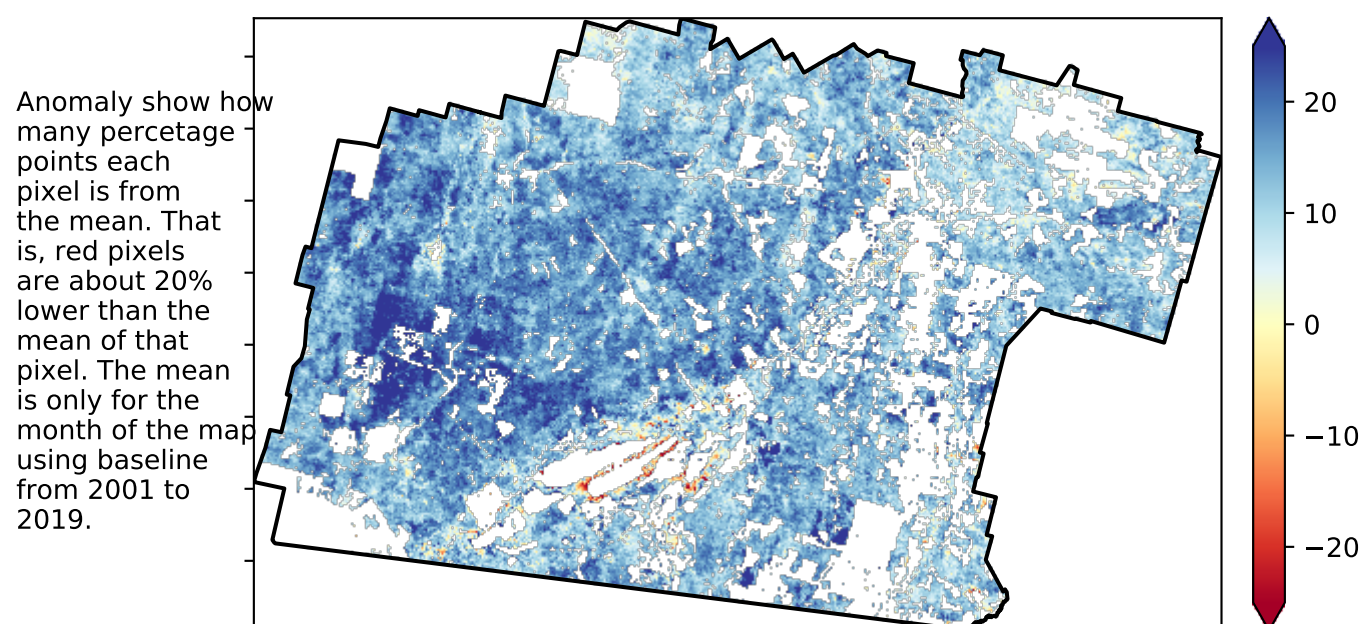 Anomaly show how
many percetage
points each
pixel is from
the mean. That
is, red pixels
are about 20%
lower than the
mean of that
pixel. The mean
is only for the
month of the map
using baseline
from 2001 to
2019.
20
10
0
−10
−20